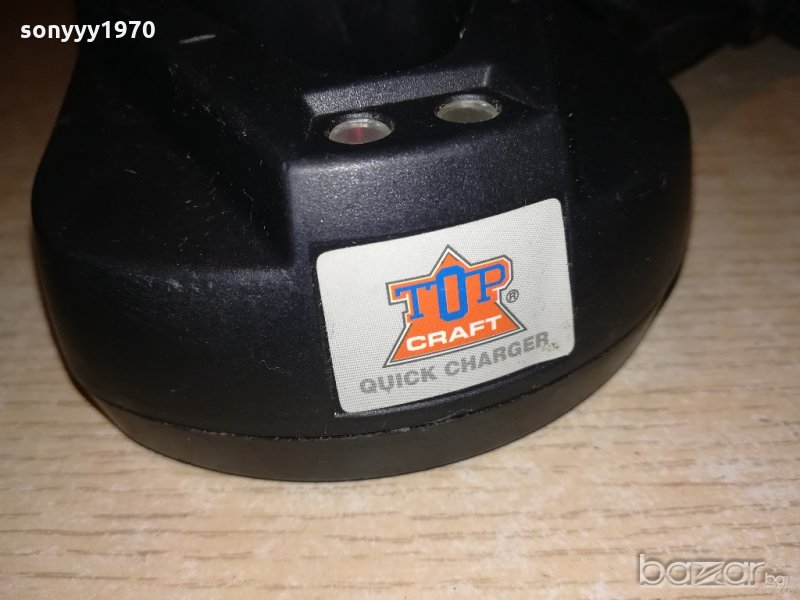 sonyyy1970
TOP
CRAFT
®
QUICK CHARGER
bazar.bg